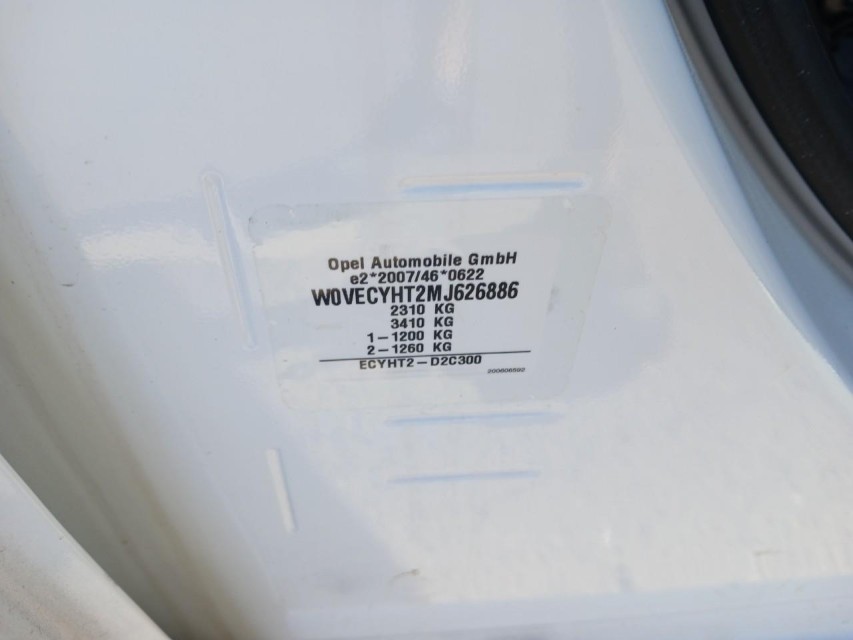 Opel Automobile GmbH
e2*2007/46*0622
W0VECYHT2MJ626886
2310 KG
3410 KG
1-1200 KG
2-1260 KG
ECYHT2-D2C300